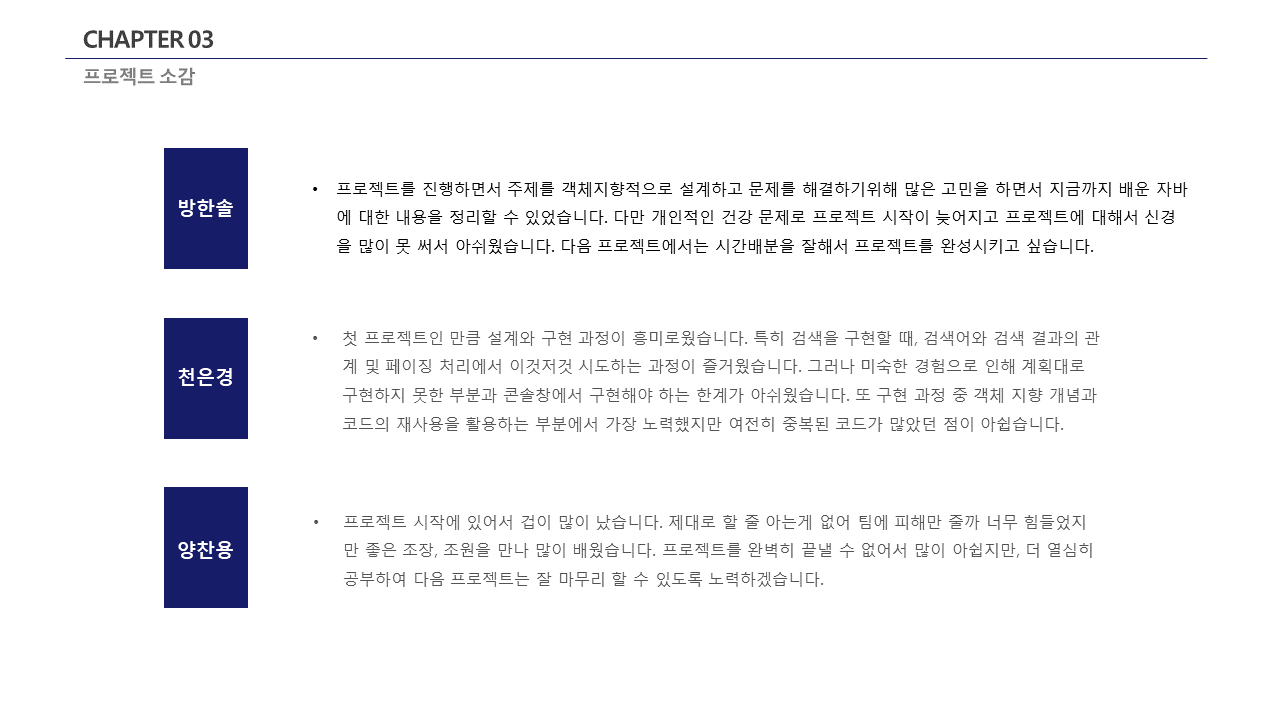 CHAPTER 03
프로젝트 소감
방한솔
• 프로젝트를 진행하면서 주제를 객체지향적으로 설계하고 문제를 해결하기위해 많은 고민을 하면서 지금까지 배운 자바
에 대한 내용을 정리할 수 있었습니다. 다만 개인적인 건강 문제로 프로젝트 시작이 늦어지고 프로젝트에 대해서 신경
을 많이 못 써서 아쉬웠습니다. 다음 프로젝트에서는 시간배분을 잘해서 프로젝트를 완성시키고 싶습니다.
천은경
• 첫 프로젝트인 만큼 설계와 구현 과정이 흥미로웠습니다. 특히 검색을 구현할 때, 검색어와 검색 결과의 관
계 및 페이징 처리에서 이것저것 시도하는 과정이 즐거웠습니다. 그러나 미숙한 경험으로 인해 계획대로
구현하지 못한 부분과 콘솔창에서 구현해야 하는 한계가 아쉬웠습니다. 또 구현 과정 중 객체 지향 개념과
코드의 재사용을 활용하는 부분에서 가장 노력했지만 여전히 중복된 코드가 많았던 점이 아쉽습니다.
양찬용
• 프로젝트 시작에 있어서 겁이 많이 났습니다. 제대로 할 줄 아는게 없어 팀에 피해만 줄까 너무 힘들었지
만 좋은 조장, 조원을 만나 많이 배웠습니다. 프로젝트를 완벽히 끝낼 수 없어서 많이 아쉽지만, 더 열심히
공부하여 다음 프로젝트는 잘 마무리 할 수 있도록 노력하겠습니다.